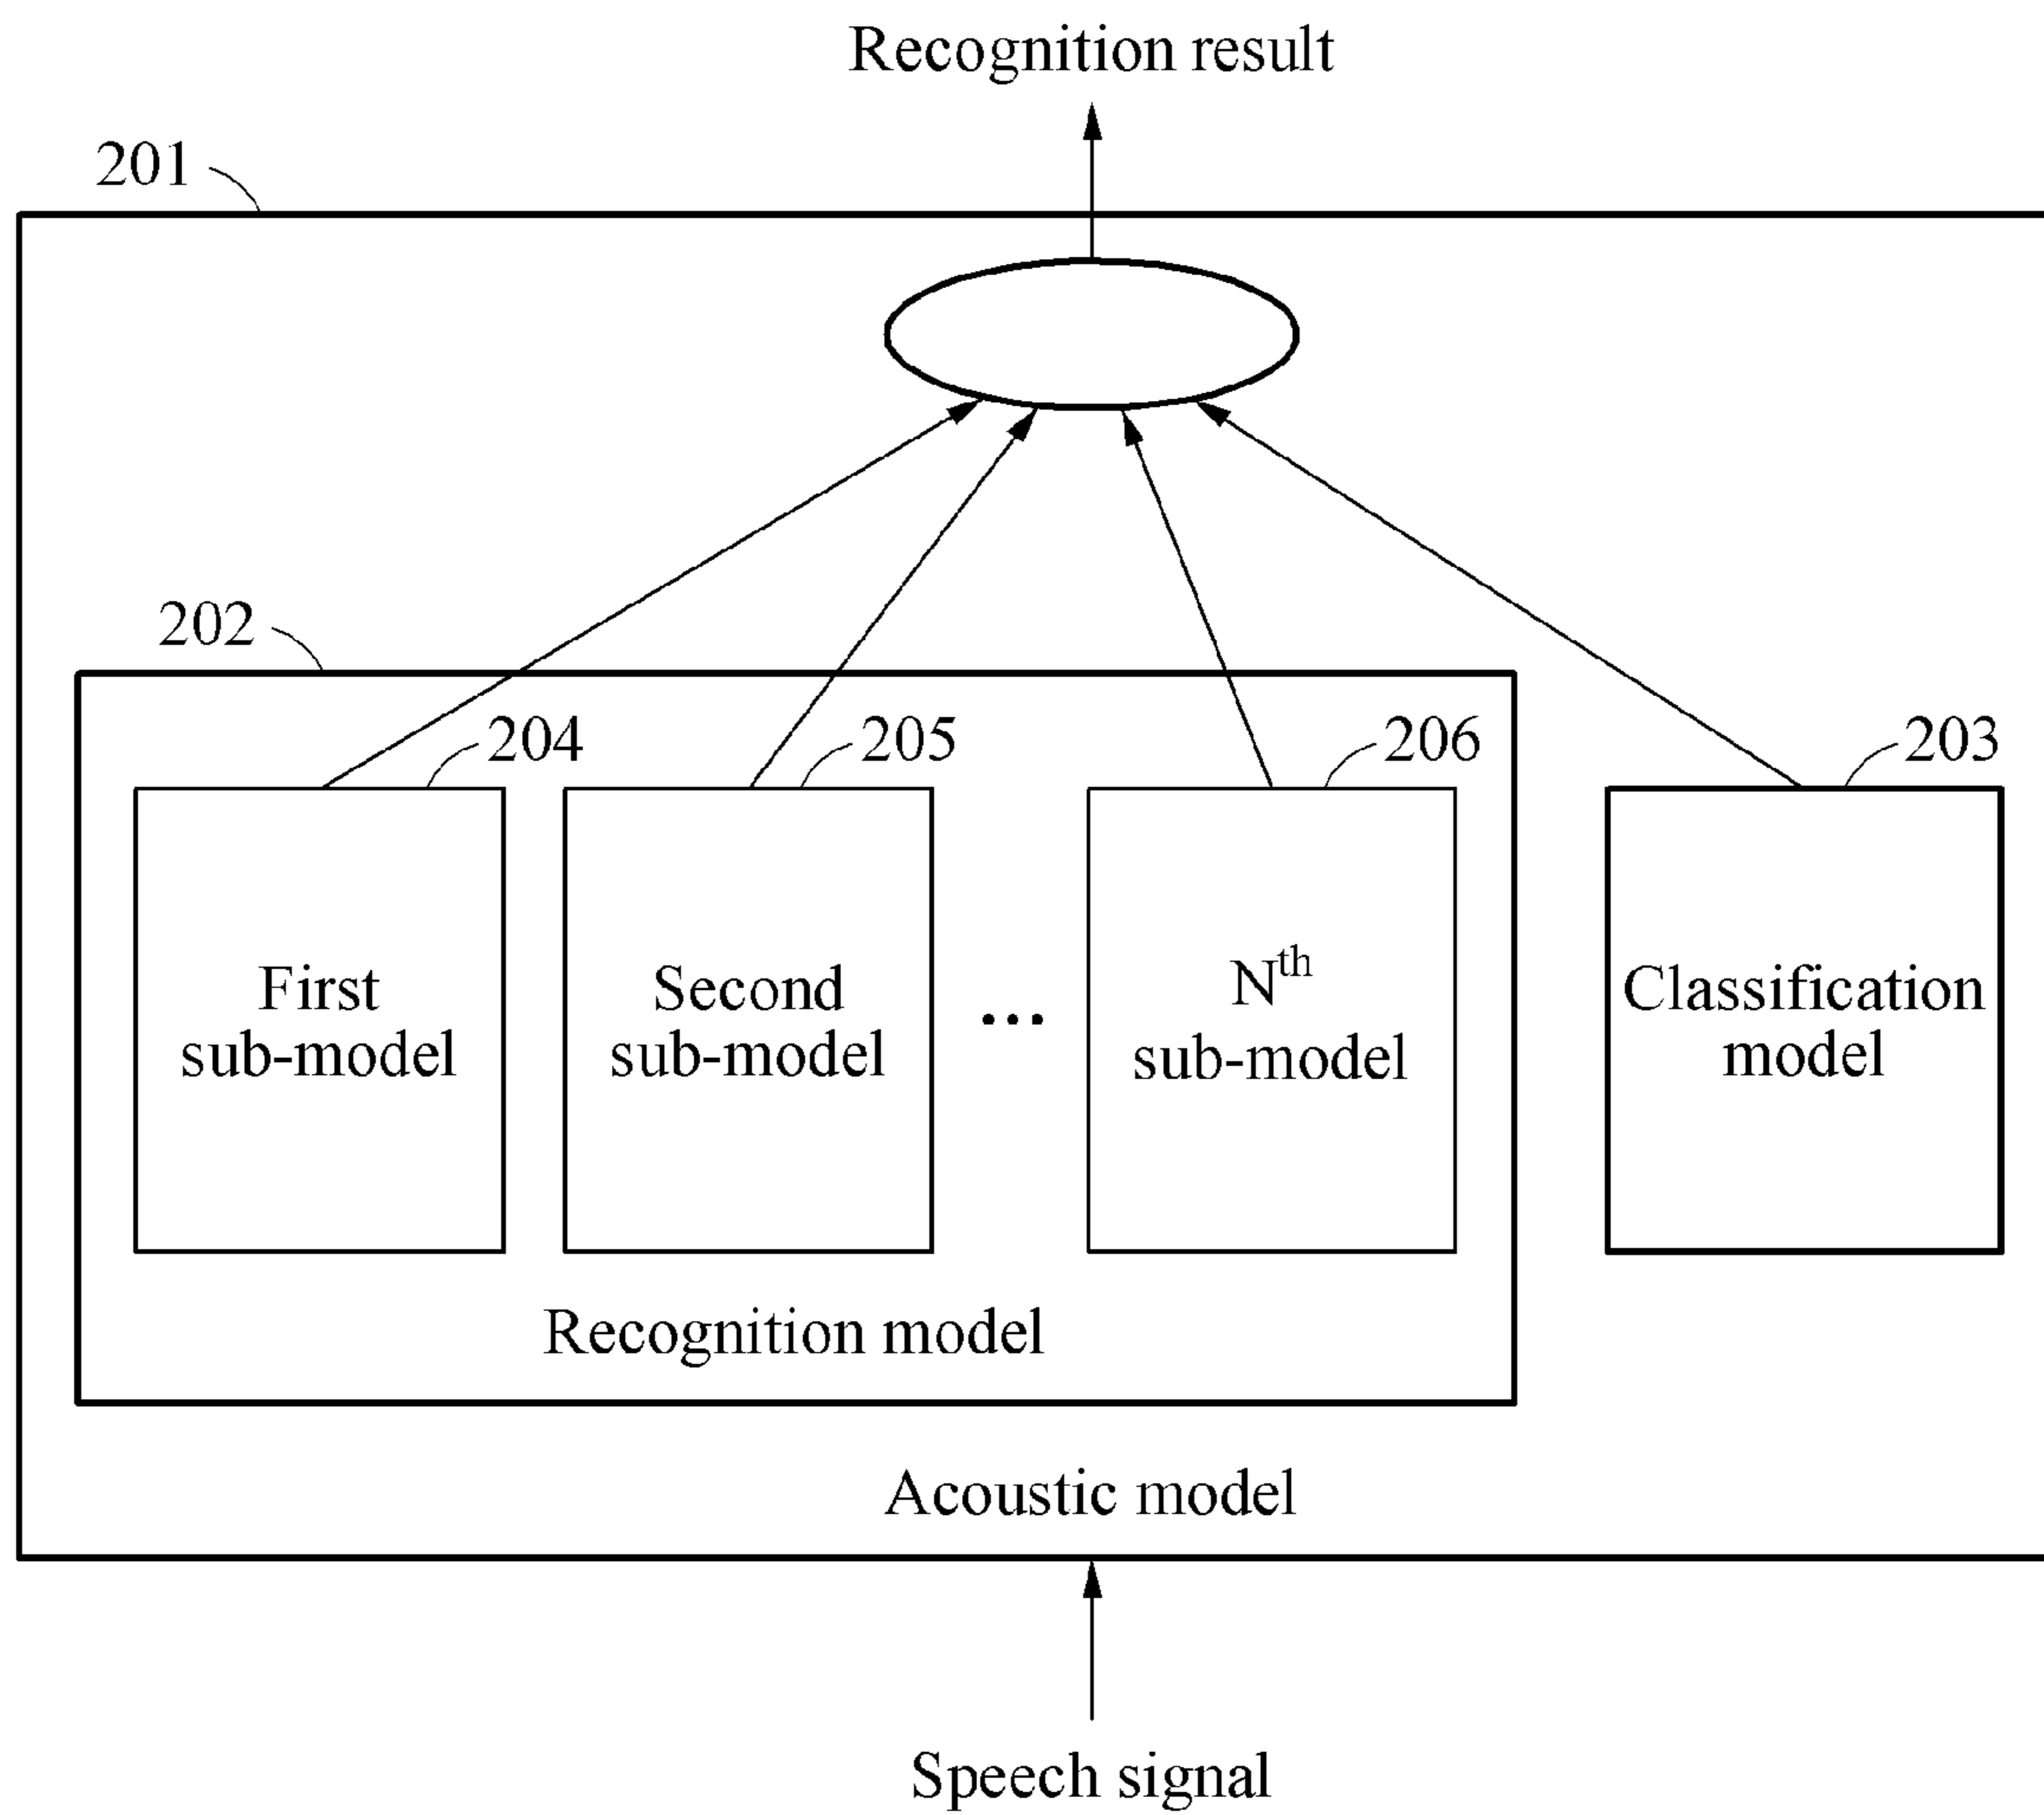 Recognition result
201
202
204
205
206
203
First
sub-model
Second
sub-model
...
Nth
sub-model
Classification
model
Recognition model
Acoustic model
Speech signal